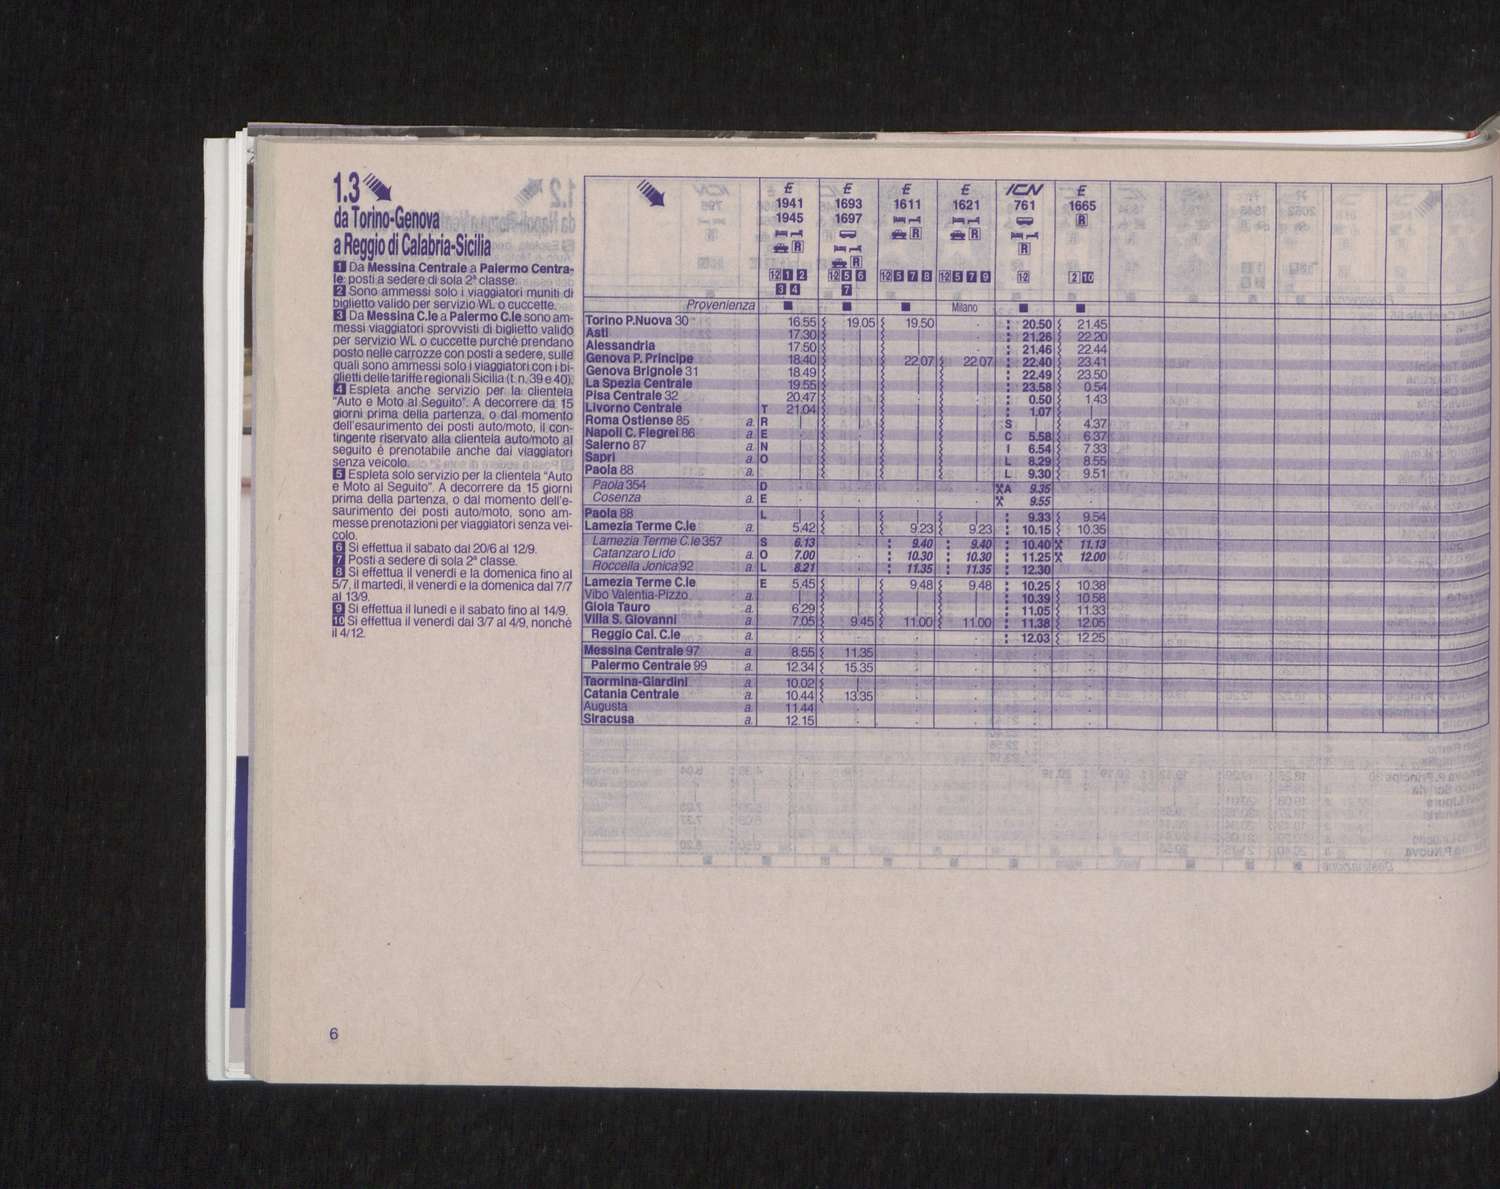 1.3
da Torino-Genova
a Reggio di Calabria-Sicilia
1 Da Messina Centrale a Palermo Centra-
le: posti a sedere di sola 2ª classe.
2 Sono ammessi solo i viaggiatori muniti di
biglietto valido per servizio WL o cuccette.
3 Da Messina C.le a Palermo C.le sono am-
messi viaggiatori sprovvisti di biglietto valido
per servizio WL o cuccette purché prendano
posto nelle carrozze con posti a sedere, sulle
quali sono ammessi solo i viaggiatori con i bi-
glietti delle tariffe regionali Sicilia (t. n. 39 e 40).
4 Espleta anche servizio per la clientela
“Auto e Moto al Seguito”. A decorrere da 15
giorni prima della partenza, o dal momento
dell'esaurimento dei posti auto/moto, il con-
tingente riservato alla clientela auto/moto al
seguito è prenotabile anche dai viaggiatori
senza veicolo.
5 Espleta solo servizio per la clientela “Auto
e Moto al Seguito”. A decorrere da 15 giorni
prima della partenza, o dal momento dell'e-
saurimento dei posti auto/moto, sono am-
messe prenotazioni per viaggiatori senza vei-
colo.
6 Si effettua il sabato dal 20/6 al 12/9.
7 Posti a sedere di sola 2ª classe.
8 Si effettua il venerdì e la domenica fino al
5/7, il martedì, il venerdì e la domenica dal 7/7
al 13/9.
9 Si effettua il lunedì e il sabato fino al 14/9.
10 Si effettua il venerdì dal 3/7 al 4/9, nonché
il 4/12.
E E E E ICN E
1941 1693 1611 1621 761 1665
1945 1697 R
R R R
R R
12 1 2 12 5 6 12 5 7 8 12 5 7 9 12 2 10
3 4 7
Provenienza ■ ■ ■ Milano ■ ■
Torino P.Nuova 30 16.55 19.05 19.50 . 20.50 21.45
Asti 17.30 21.26 22.20
Alessandria 17.50 21.46 22.44
Genova P. Principe 18.40 22.07 22.07 22.40 23.41
Genova Brignole 31 18.49 22.49 23.50
La Spezia Centrale 19.55 23.58 0.54
Pisa Centrale 32 20.47 0.50 1.43
Livorno Centrale T 21.04 1.07
Roma Ostiense 85 a. R S 4.37
Napoli C. Flegrei 86 a. E C 5.58 6.37
Salerno 87 a. N I 6.54 7.33
Sapri a. O L 8.29 8.55
Paola 88 a. L 9.30 9.51
Paola 354 D A 9.35
Cosenza a. E 9.55
Paola 88 L 9.33 9.54
Lamezia Terme C.le a. 5.42 9.23 9.23 10.15 10.35
Lamezia Terme C.le 357 S 6.13 9.40 9.40 10.40 11.13
Catanzaro Lido a. O 7.00 10.30 10.30 11.25 12.00
Roccella Jonica 92 a. L 8.21 11.35 11.35 12.30
Lamezia Terme C.le E 5.45 9.48 9.48 10.25 10.38
Vibo Valentia-Pizzo a. 10.39 10.58
Gioia Tauro a. 6.29 11.05 11.33
Villa S. Giovanni a. 7.05 9.45 11.00 11.00 11.38 12.05
Reggio Cal. C.le a. 12.03 12.25
Messina Centrale 97 a. 8.55 11.35
Palermo Centrale 99 a. 12.34 15.35
Taormina-Giardini a. 10.02
Catania Centrale a. 10.44 13.35
Augusta a. 11.44
Siracusa a. 12.15
6